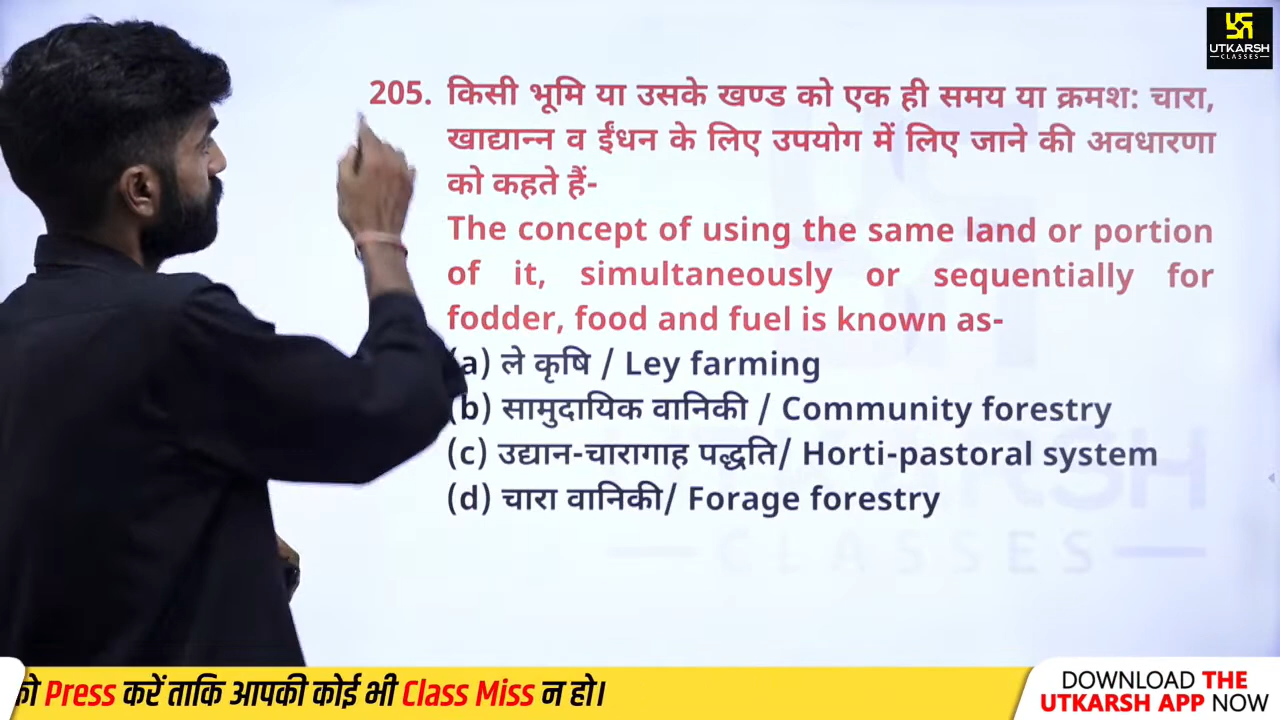 UTKARSH
CLASSES
205. किसी भूमि या उसके खण्ड को एक ही समय या क्रमश: चारा,
खाद्यान्न व ईंधन के लिए उपयोग में लिए जाने की अवधारणा
को कहते हैं-
The concept of using the same land or portion
of it, simultaneously or sequentially for
fodder, food and fuel is known as-
(a) ले कृषि / Ley farming
(b) सामुदायिक वानिकी / Community forestry
(c) उद्यान-चारागाह पद्धति/ Horti-pastoral system
(d) चारा वानिकी/ Forage forestry
CLASSES
को Press करें ताकि आपकी कोई भी Class Miss न हो।
DOWNLOAD THE
UTKARSH APP NOW